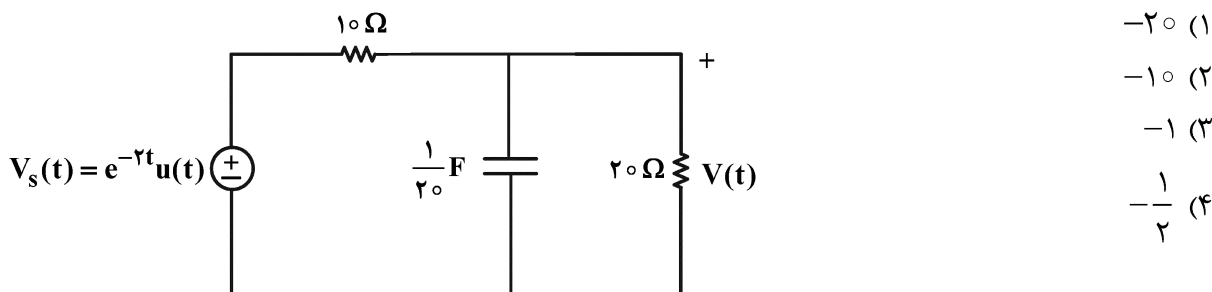 ۱۰Ω
+
V_s(t) = e^{-۲t}u(t)
+
−
۱/۲۰ F
۲۰Ω
V(t)
۱) −۲۰
۲) −۱۰
۳) −۱
۴) −۱/۲